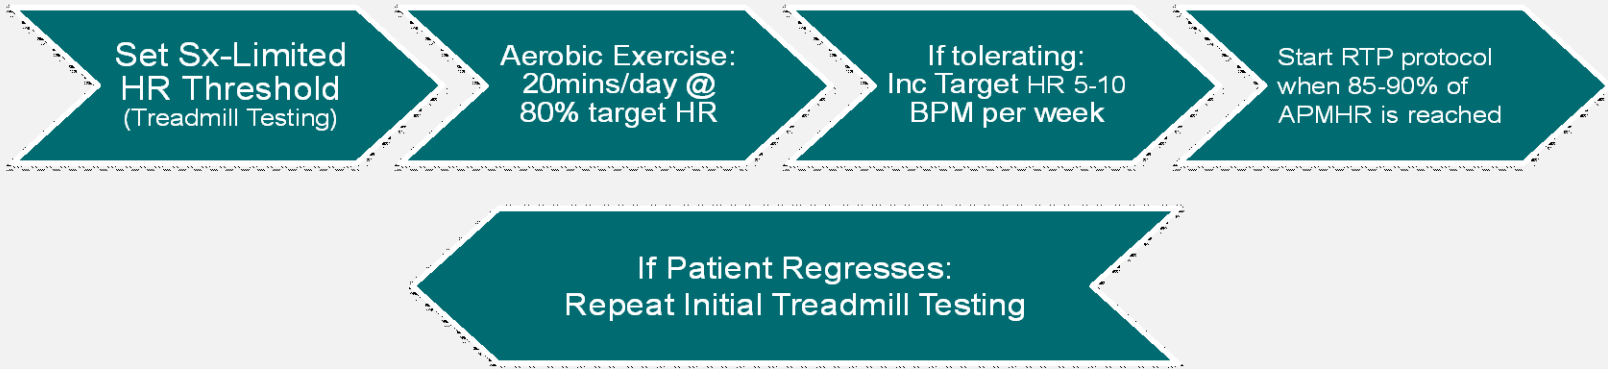 Set Sx-Limited
HR Threshold
(Treadmill Testing)
Aerobic Exercise:
20mins/day @
80% target HR
If tolerating:
Inc Target HR 5-10
BPM per week
Start RTP protocol
when 85-90% of
APMHR is reached
If Patient Regresses:
Repeat Initial Treadmill Testing